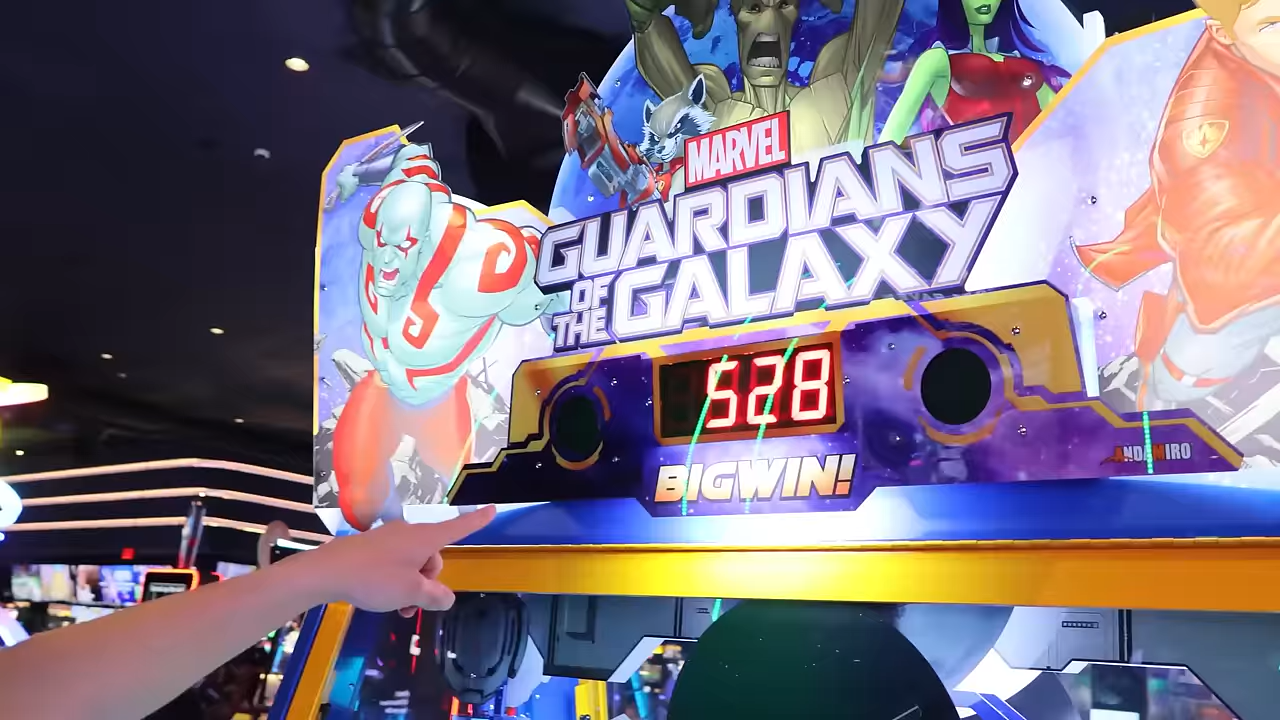 MARVEL
GUARDIANS
OF
THE GALAXY
528
BIGWIN!
ANDAMIRO